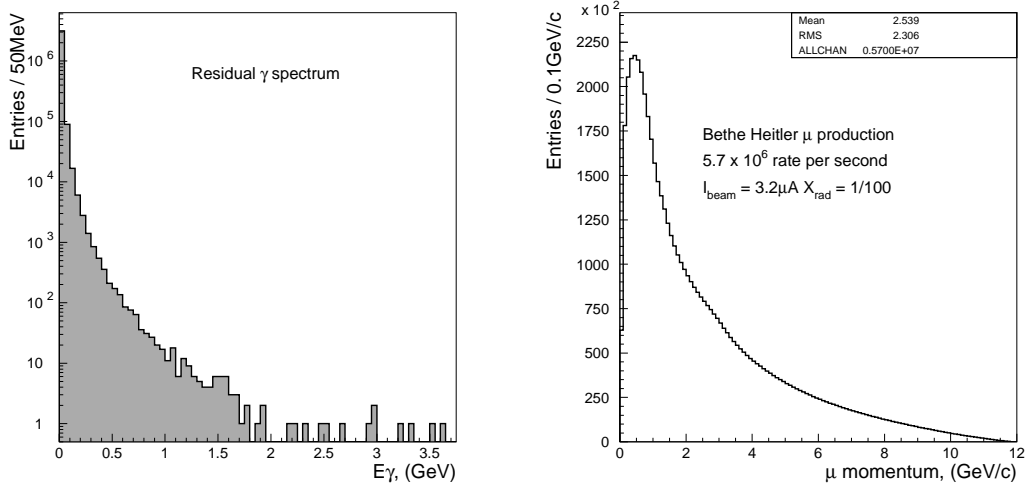 Entries / 50MeV
10^6
10^5
10^4
10^3
10^2
10
1
Residual γ spectrum
0 0.5 1 1.5 2 2.5 3 3.5
Eγ, (GeV)
x 10^2
Entries / 0.1GeV/c
2250
2000
1750
1500
1250
1000
750
500
250
0
Mean 2.539
RMS 2.306
ALLCHAN 0.5700E+07
Bethe Heitler μ production
5.7 x 10^6 rate per second
I_beam = 3.2μA X_rad = 1/100
0 2 4 6 8 10 12
μ momentum, (GeV/c)